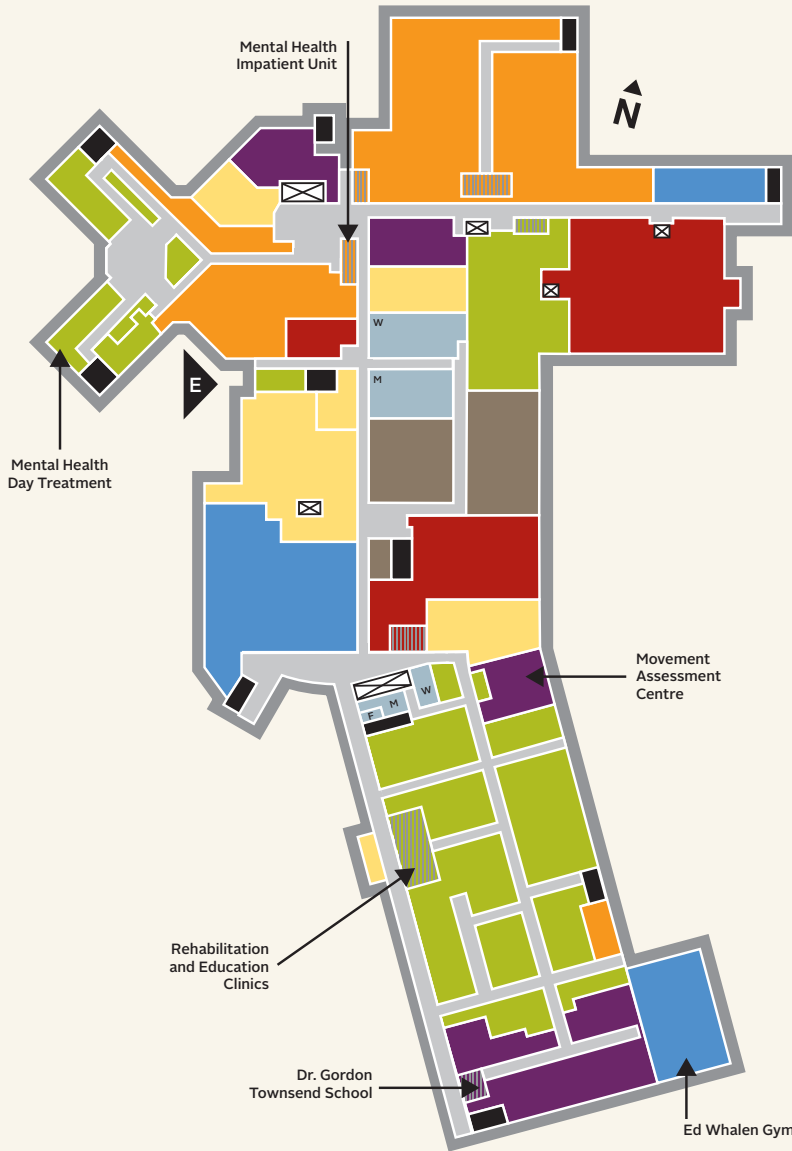 Mental Health
Impatient Unit
N
W
E
M
Mental Health
Day Treatment
Movement
Assessment
Centre
W
M
F
Rehabilitation
and Education
Clinics
Dr. Gordon
Townsend School
Ed Whalen Gym